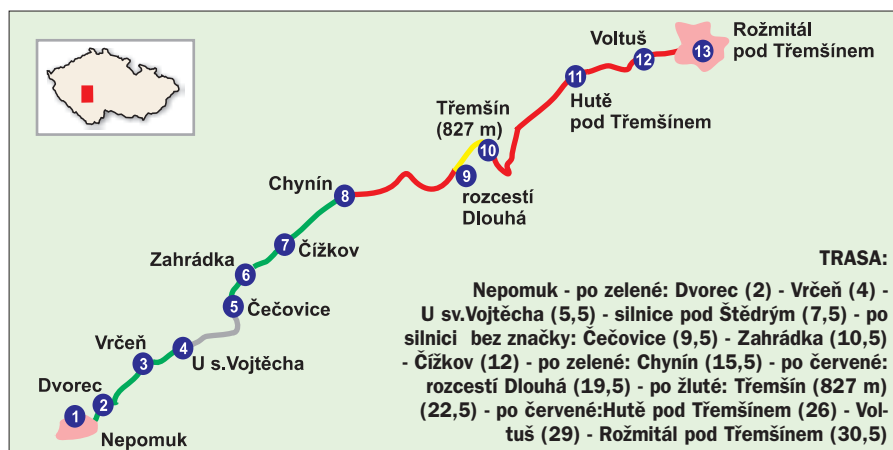 Rožmitál
pod Třemšínem
13
Voltuš
12
11
Hutě
pod Třemšínem
Třemšín
(827 m)
10
9
rozcestí
Dlouhá
Chynín
8
7
Čížkov
Zahrádka
6
5
Čečovice
Vrčeň
3
4
U s.Vojtěcha
Dvorec
1
2
Nepomuk
TRASA:
Nepomuk - po zelené: Dvorec (2) - Vrčeň (4) -
U sv.Vojtěcha (5,5) - silnice pod Štědrým (7,5) - po
silnici bez značky: Čečovice (9,5) - Zahrádka (10,5)
- Čížkov (12) - po zelené: Chynín (15,5) - po červené:
rozcestí Dlouhá (19,5) - po žluté: Třemšín (827 m)
(22,5) - po červené:Hutě pod Třemšínem (26) - Vol-
tuš (29) - Rožmitál pod Třemšínem (30,5)